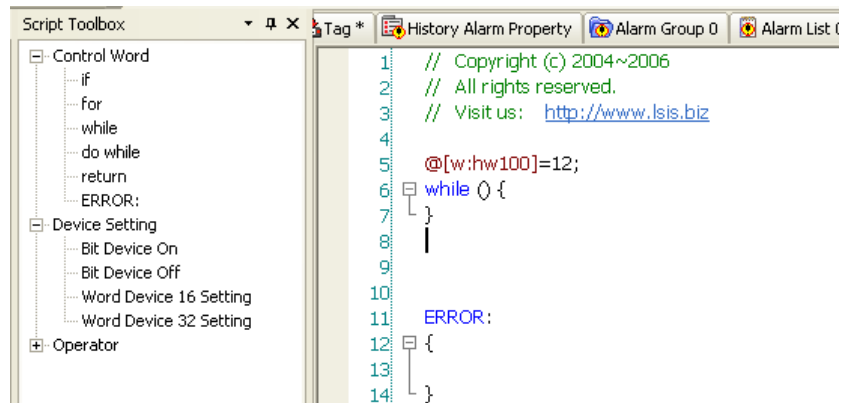 Script Toolbox
Control Word
if
for
while
do while
return
ERROR:
Device Setting
Bit Device On
Bit Device Off
Word Device 16 Setting
Word Device 32 Setting
Operator
Tag * History Alarm Property Alarm Group 0 Alarm List
1 // Copyright (c) 2004~2006
2 // All rights reserved.
3 // Visit us: http://www.lsis.biz
4
5 @[w:hw100]=12;
6 while () {
7 }
8
9
10
11 ERROR:
12 {
13
14 }